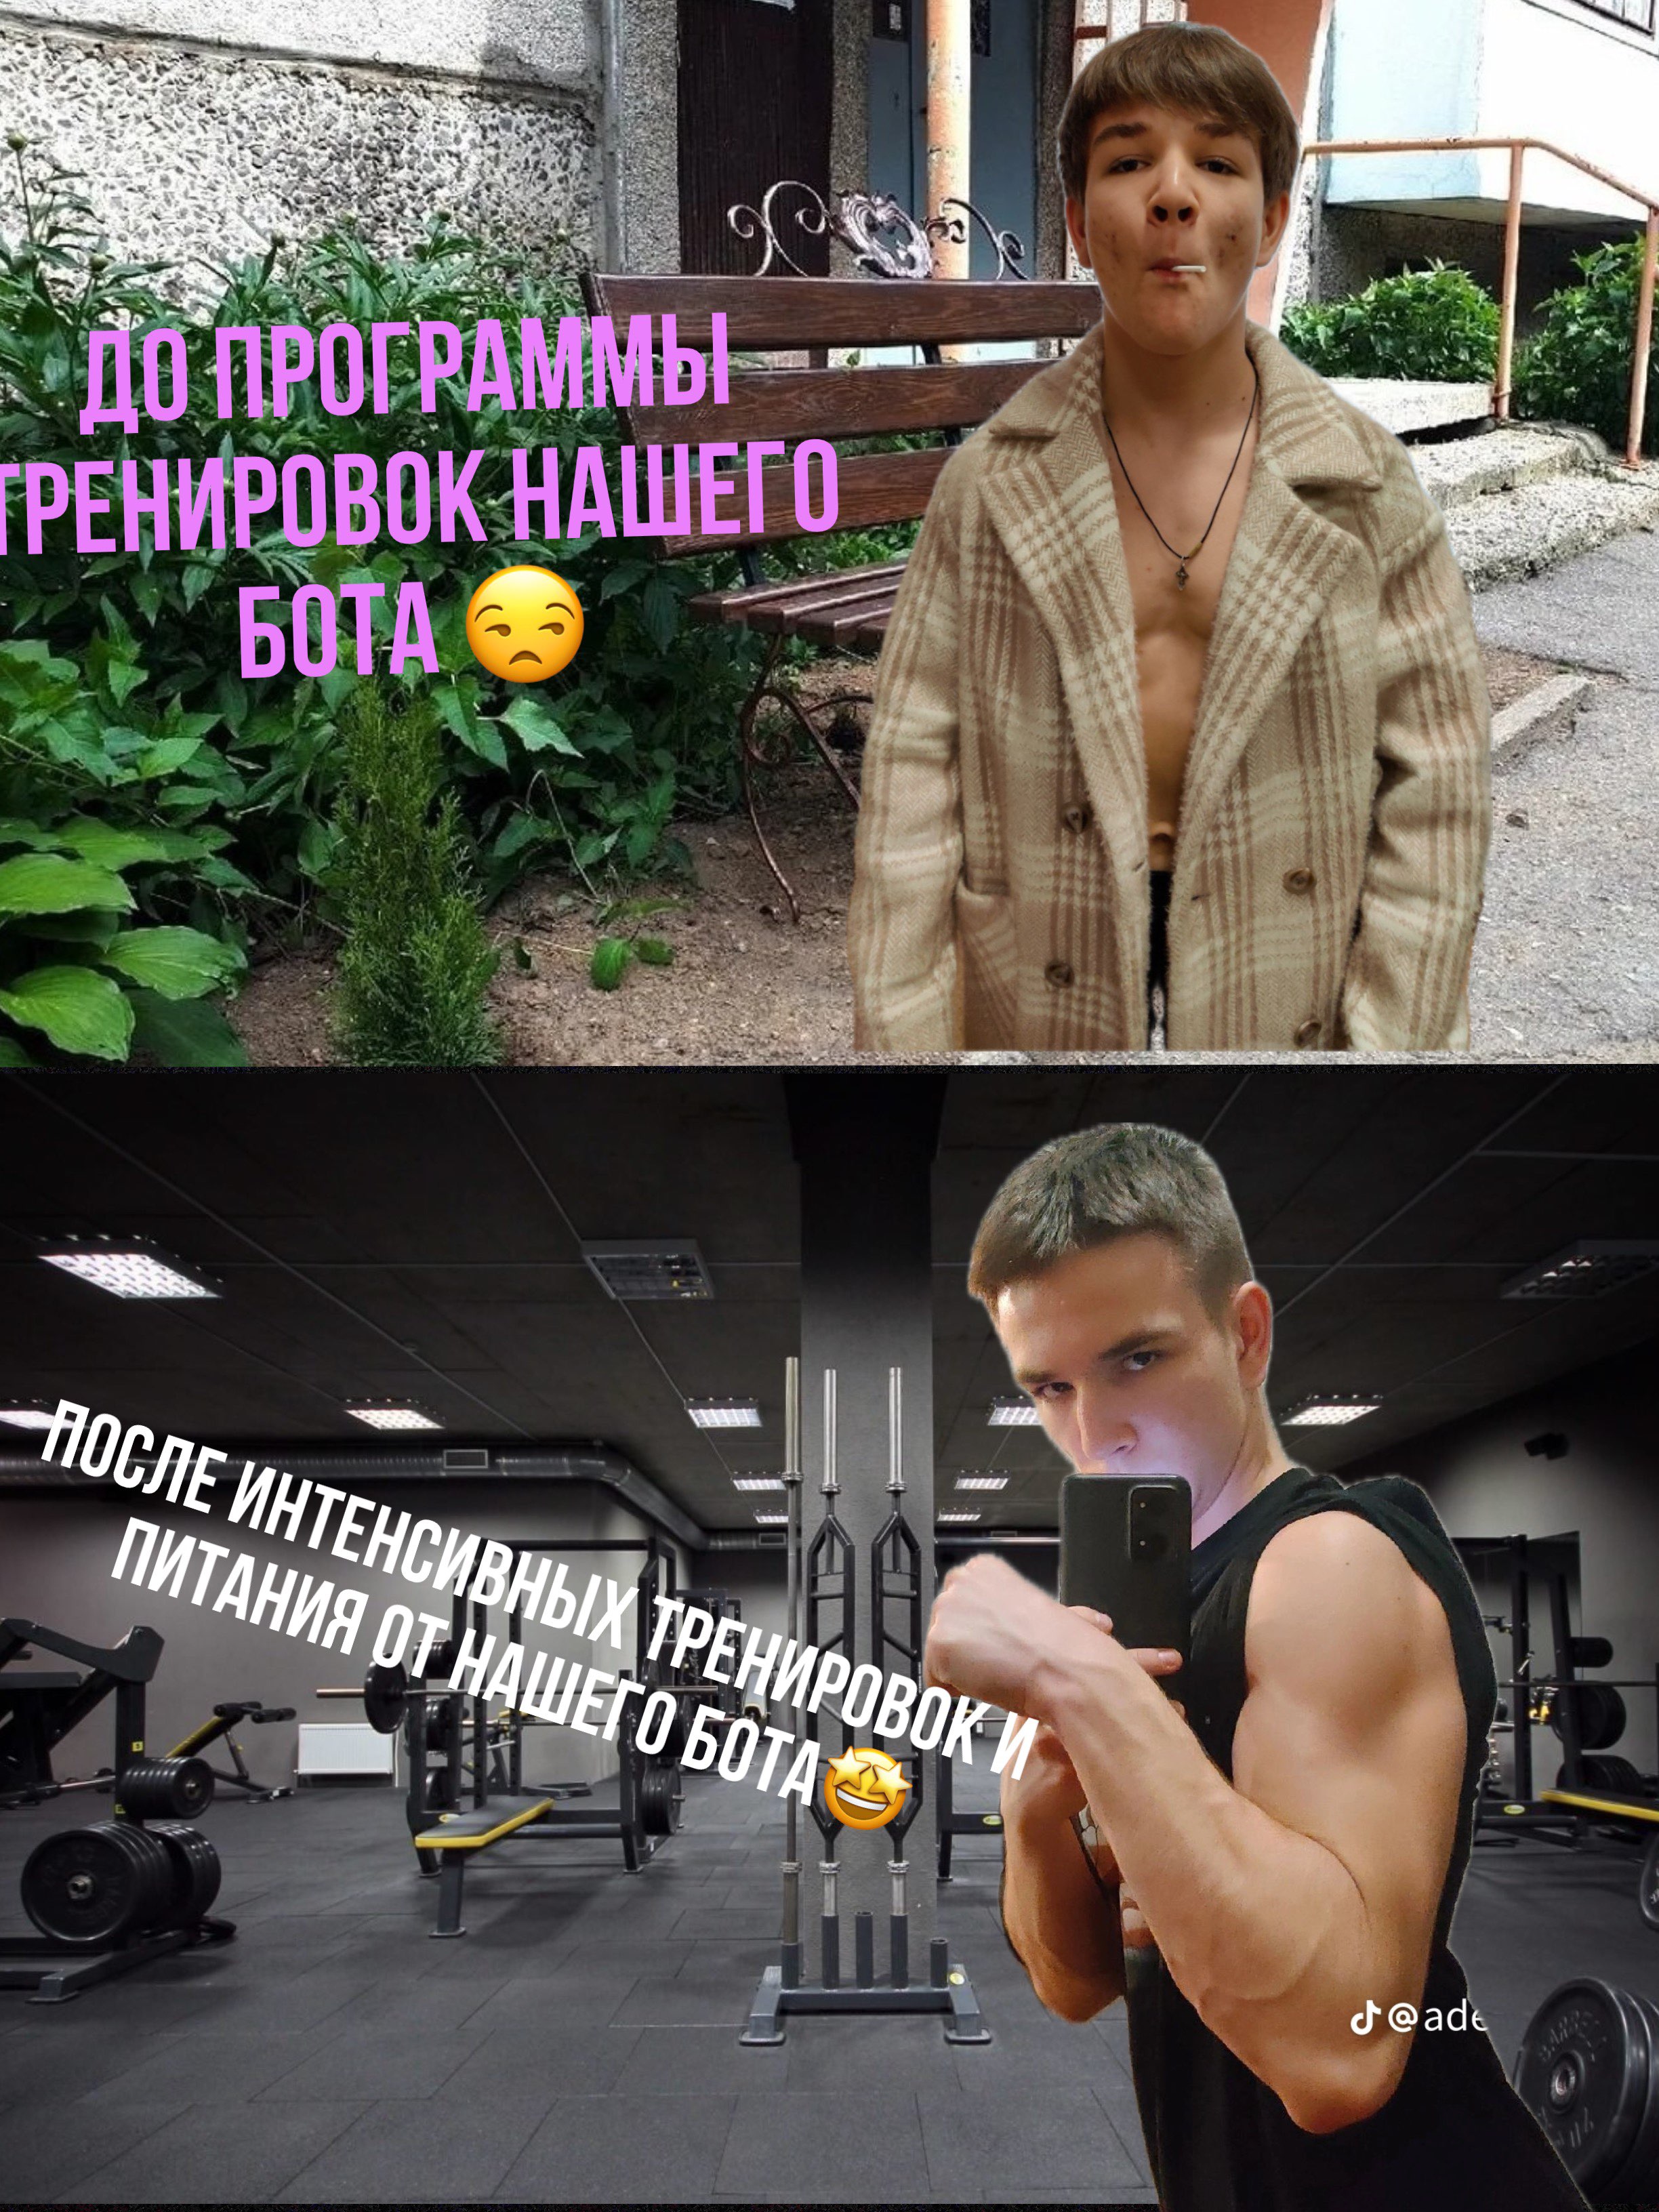 ДО ПРОГРАММЫ
ТРЕНИРОВОК НАШЕГО
БОТА 😒
ПОСЛЕ ИНТЕНСИВНЫХ ТРЕНИРОВОК И
ПИТАНИЯ ОТ НАШЕГО БОТА🤩
@ade